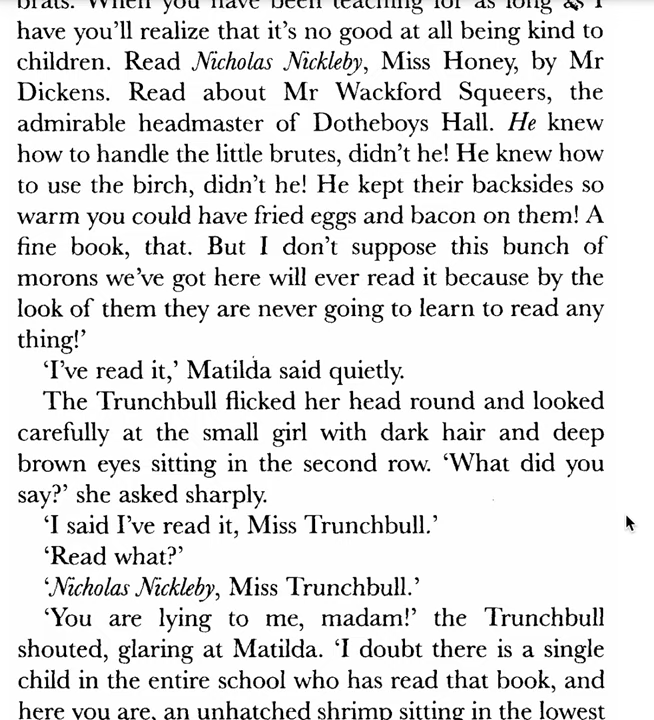 brats. When you have been teaching for as long as I
have you’ll realize that it’s no good at all being kind to
children. Read Nicholas Nickleby, Miss Honey, by Mr
Dickens. Read about Mr Wackford Squeers, the
admirable headmaster of Dotheboys Hall. He knew
how to handle the little brutes, didn’t he! He knew how
to use the birch, didn’t he! He kept their backsides so
warm you could have fried eggs and bacon on them! A
fine book, that. But I don’t suppose this bunch of
morons we’ve got here will ever read it because by the
look of them they are never going to learn to read any
thing!’
‘I’ve read it,’ Matilda said quietly.
The Trunchbull flicked her head round and looked
carefully at the small girl with dark hair and deep
brown eyes sitting in the second row. ‘What did you
say?’ she asked sharply.
‘I said I’ve read it, Miss Trunchbull.’
‘Read what?’
‘Nicholas Nickleby, Miss Trunchbull.’
‘You are lying to me, madam!’ the Trunchbull
shouted, glaring at Matilda. ‘I doubt there is a single
child in the entire school who has read that book, and
here you are, an unhatched shrimp sitting in the lowest